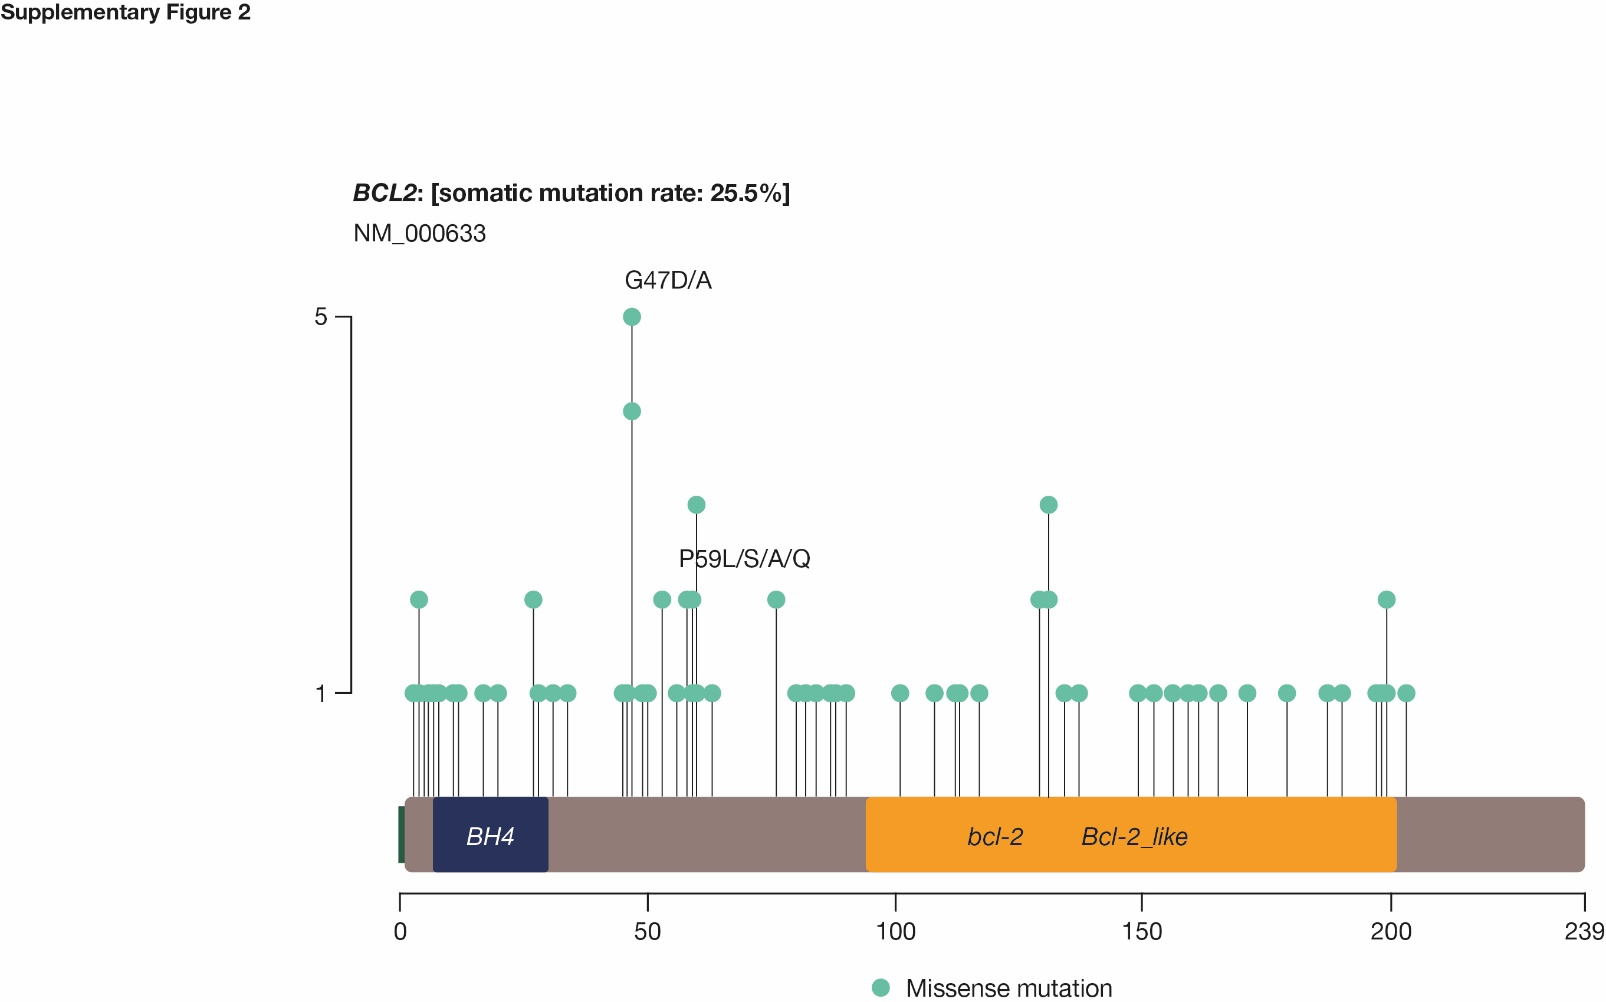 Supplementary Figure 2
BCL2: [somatic mutation rate: 25.5%]
NM_000633
G47D/A
5
P59L/S/A/Q
1
BH4 bcl-2 Bcl-2_like
0 50 100 150 200 239
Missense mutation